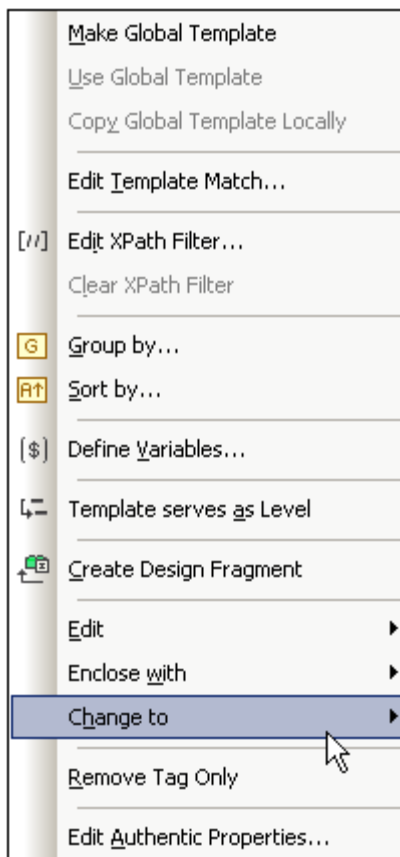 Make Global Template
Use Global Template
Copy Global Template Locally
Edit Template Match...
[//] Edit XPath Filter...
Clear XPath Filter
G Group by...
A↑ Sort by...
($) Define Variables...
Template serves as Level
Create Design Fragment
Edit
Enclose with
Change to
Remove Tag Only
Edit Authentic Properties...